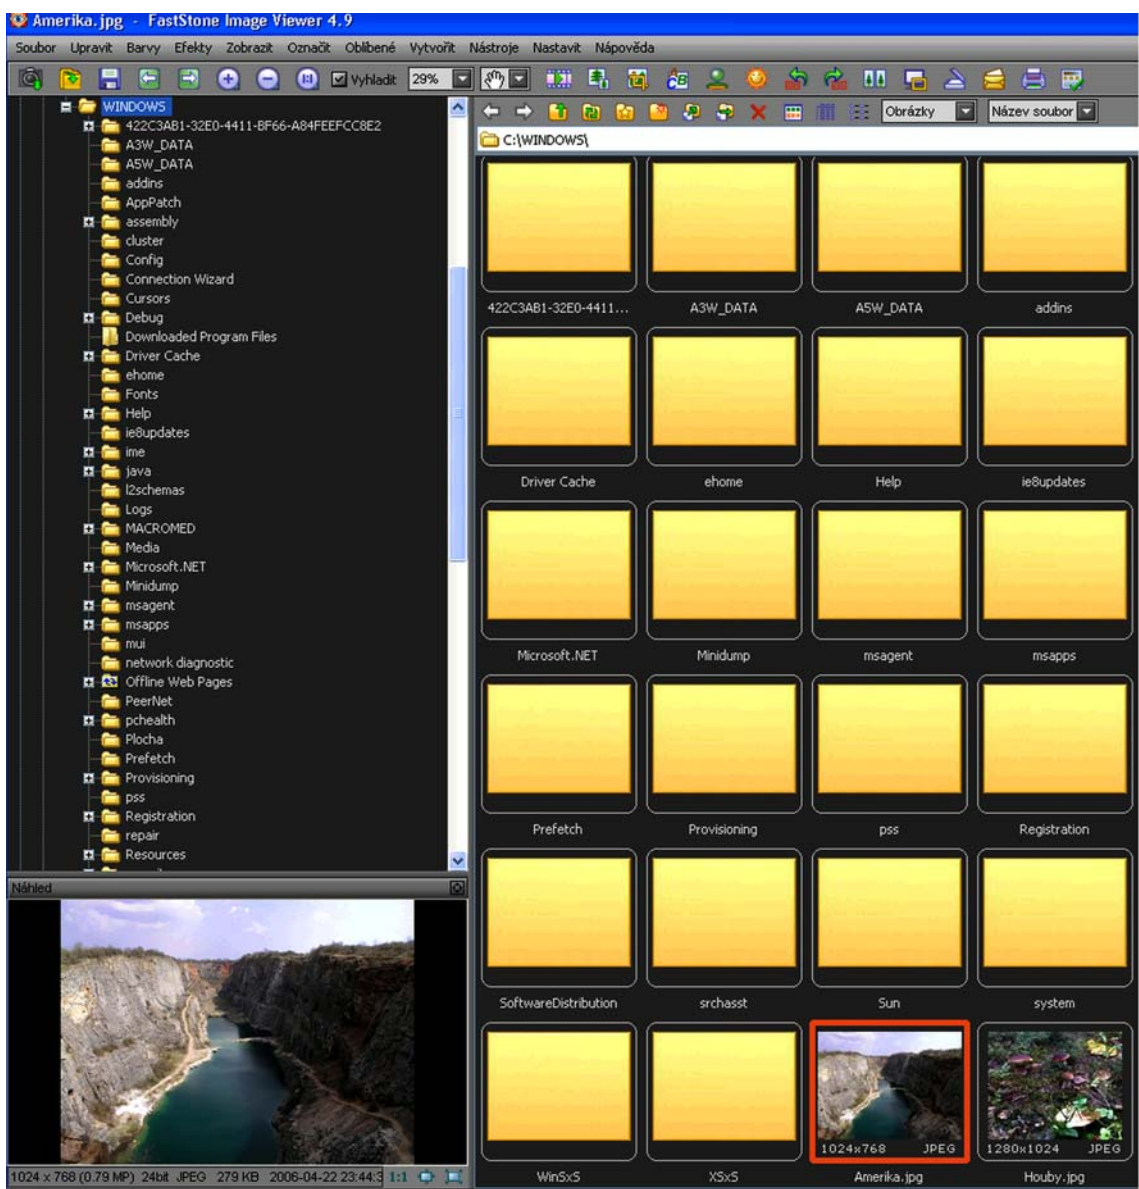 Amerika.jpg - FastStone Image Viewer 4.9
Soubor Upravit Barvy Efekty Zobrazit Označit Oblíbené Vytvořit Nástroje Nastavit Nápověda
Vyhladit 29%
Obrázky Název soubor
WINDOWS
422C3AB1-32E0-4411-BF66-A84FEEFCC8E2
A3W_DATA
A5W_DATA
addins
AppPatch
assembly
cluster
Config
Connection Wizard
Cursors
Debug
Downloaded Program Files
Driver Cache
ehome
Fonts
Help
ie8updates
ime
java
l2schemas
Logs
MACROMED
Media
Microsoft.NET
Minidump
msagent
msapps
mui
network diagnostic
Offline Web Pages
PeerNet
pchealth
Plocha
Prefetch
Provisioning
pss
Registration
repair
Resources
Náhled
1024 x 768 (0.79 MP) 24bit JPEG 279 KB 2006-04-22 23:44:3 1:1
C:\WINDOWS\
422C3AB1-32E0-4411... A3W_DATA A5W_DATA addins
Driver Cache ehome Help ie8updates
Microsoft.NET Minidump msagent msapps
Prefetch Provisioning pss Registration
SoftwareDistribution srchasst Sun system
1024x768 JPEG 1280x1024 JPEG
WinSxS XSxS Amerika.jpg Houby.jpg